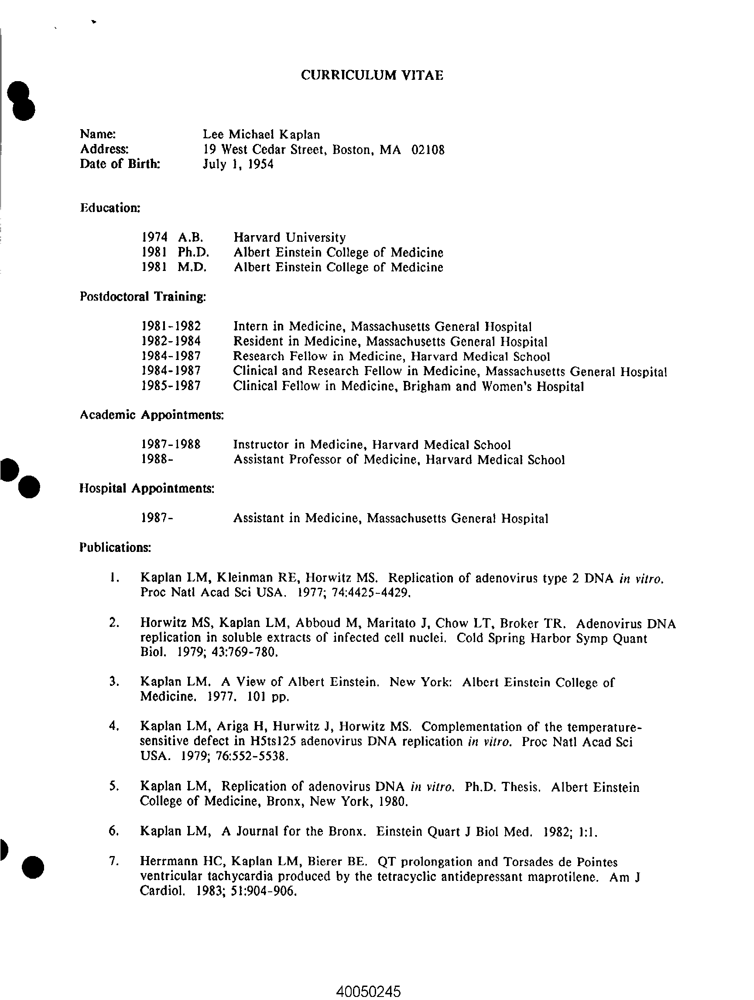 CURRICULUM VITAE
Name: Lee Michael Kaplan
Address: 19 West Cedar Street, Boston, MA 02108
Date of Birth: July 1, 1954
Education:
1974 A.B. Harvard University
1981 Ph.D. Albert Einstein College of Medicine
1981 M.D. Albert Einstein College of Medicine
Postdoctoral Training:
1981-1982 Intern in Medicine, Massachusetts General Hospital
1982-1984 Resident in Medicine, Massachusetts General Hospital
1984-1987 Research Fellow in Medicine, Harvard Medical School
1984-1987 Clinical and Research Fellow in Medicine, Massachusetts General Hospital
1985-1987 Clinical Fellow in Medicine, Brigham and Women's Hospital
Academic Appointments:
1987-1988 Instructor in Medicine, Harvard Medical School
1988- Assistant Professor of Medicine, Harvard Medical School
Hospital Appointments:
1987- Assistant in Medicine, Massachusetts General Hospital
Publications:
1. Kaplan LM, Kleinman RE, Horwitz MS. Replication of adenovirus type 2 DNA in vitro.
Proc Natl Acad Sci USA. 1977; 74:4425-4429.
2. Horwitz MS, Kaplan LM, Abboud M, Maritato J, Chow LT, Broker TR. Adenovirus DNA
replication in soluble extracts of infected cell nuclei. Cold Spring Harbor Symp Quant
Biol. 1979; 43:769-780.
3. Kaplan LM. A View of Albert Einstein. New York: Albert Einstein College of
Medicine. 1977. 101 pp.
4. Kaplan LM, Ariga H, Hurwitz J, Horwitz MS. Complementation of the temperature-
sensitive defect in H5ts125 adenovirus DNA replication in vitro. Proc Natl Acad Sci
USA. 1979; 76:552-5538.
5. Kaplan LM, Replication of adenovirus DNA in vitro. Ph.D. Thesis. Albert Einstein
College of Medicine, Bronx, New York, 1980.
6. Kaplan LM, A Journal for the Bronx. Einstein Quart J Biol Med. 1982; 1:1.
7. Herrmann HC, Kaplan LM, Bierer BE. QT prolongation and Torsades de Pointes
ventricular tachycardia produced by the tetracyclic antidepressant maprotilene. Am J
Cardiol. 1983; 51:904-906.
40050245